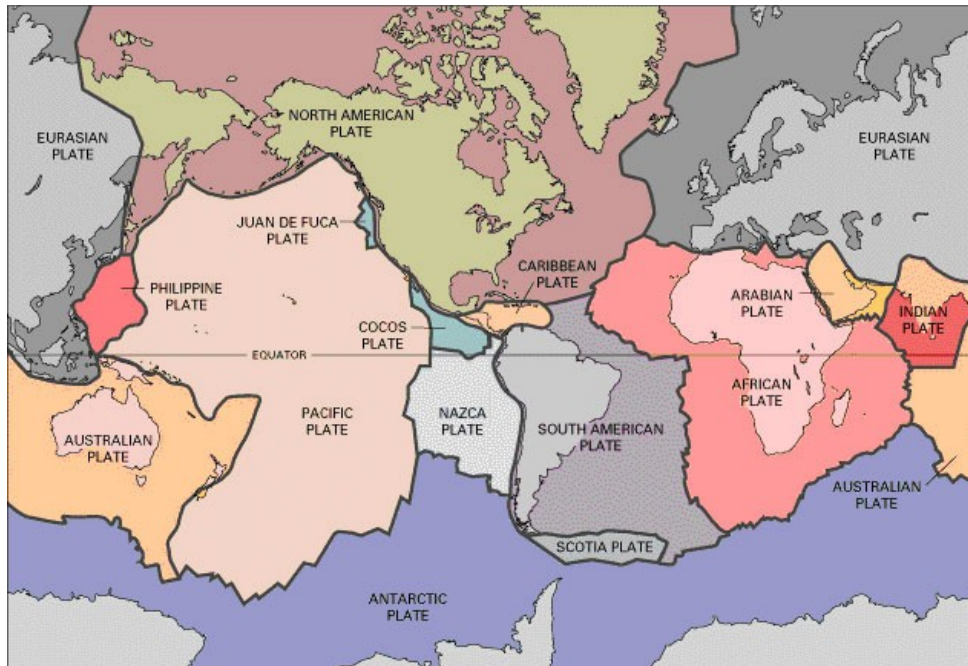 NORTH AMERICAN
PLATE
EURASIAN
PLATE
EURASIAN
PLATE
JUAN DE FUCA
PLATE
CARIBBEAN
PLATE
PHILIPPINE
PLATE
ARABIAN
PLATE
INDIAN
PLATE
COCOS
PLATE
EQUATOR
AFRICAN
PLATE
PACIFIC
PLATE
NAZCA
PLATE
SOUTH AMERICAN
PLATE
AUSTRALIAN
PLATE
AUSTRALIAN
PLATE
SCOTIA PLATE
ANTARCTIC
PLATE